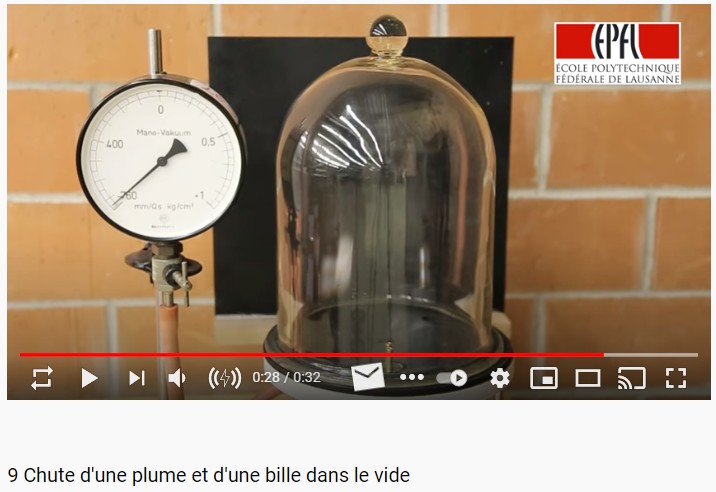 EPFL
ÉCOLE POLYTECHNIQUE
FÉDÉRALE DE LAUSANNE
0
Mano-Vakuum
400
0,5
-760
+1
mm/Qs kg/cm²
0:28 / 0:32
9 Chute d'une plume et d'une bille dans le vide